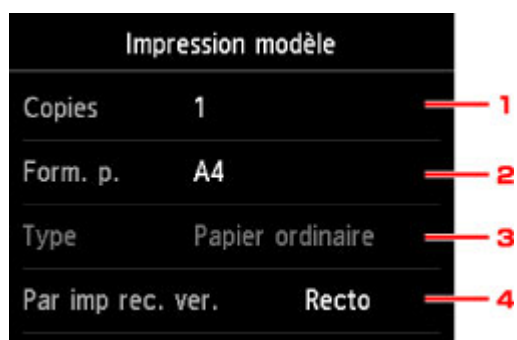 Impression modèle
Copies 1 1
Form. p. A4 2
Type Papier ordinaire 3
Par imp rec. ver. Recto 4